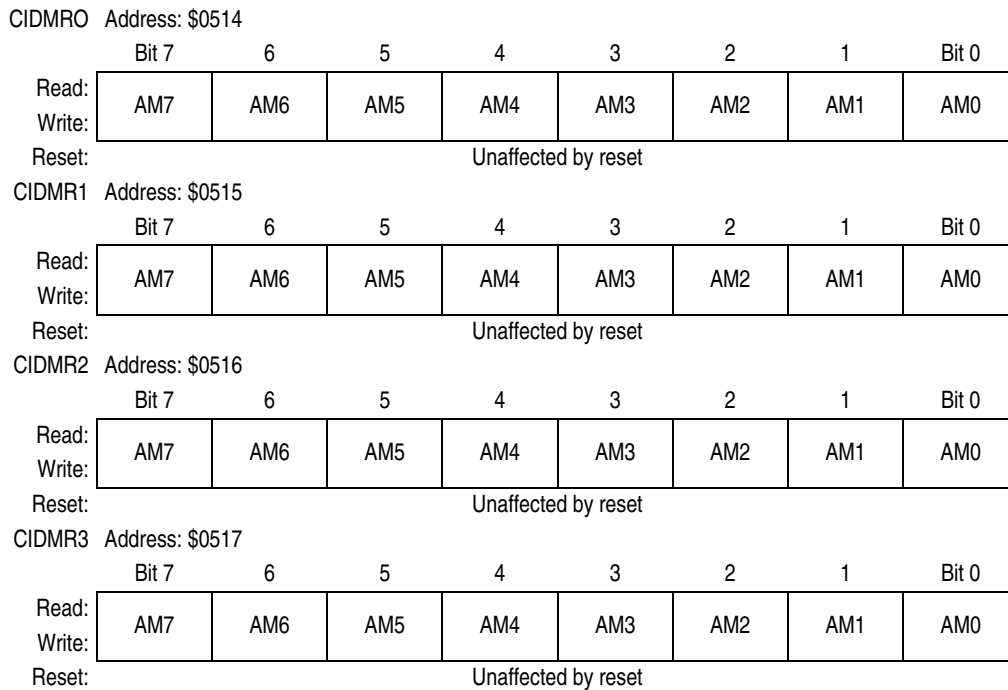 CIDMRO Address: $0514
Bit 7 6 5 4 3 2 1 Bit 0
Read:
AM7 AM6 AM5 AM4 AM3 AM2 AM1 AM0
Write:
Reset: Unaffected by reset
CIDMR1 Address: $0515
Bit 7 6 5 4 3 2 1 Bit 0
Read:
AM7 AM6 AM5 AM4 AM3 AM2 AM1 AM0
Write:
Reset: Unaffected by reset
CIDMR2 Address: $0516
Bit 7 6 5 4 3 2 1 Bit 0
Read:
AM7 AM6 AM5 AM4 AM3 AM2 AM1 AM0
Write:
Reset: Unaffected by reset
CIDMR3 Address: $0517
Bit 7 6 5 4 3 2 1 Bit 0
Read:
AM7 AM6 AM5 AM4 AM3 AM2 AM1 AM0
Write:
Reset: Unaffected by reset